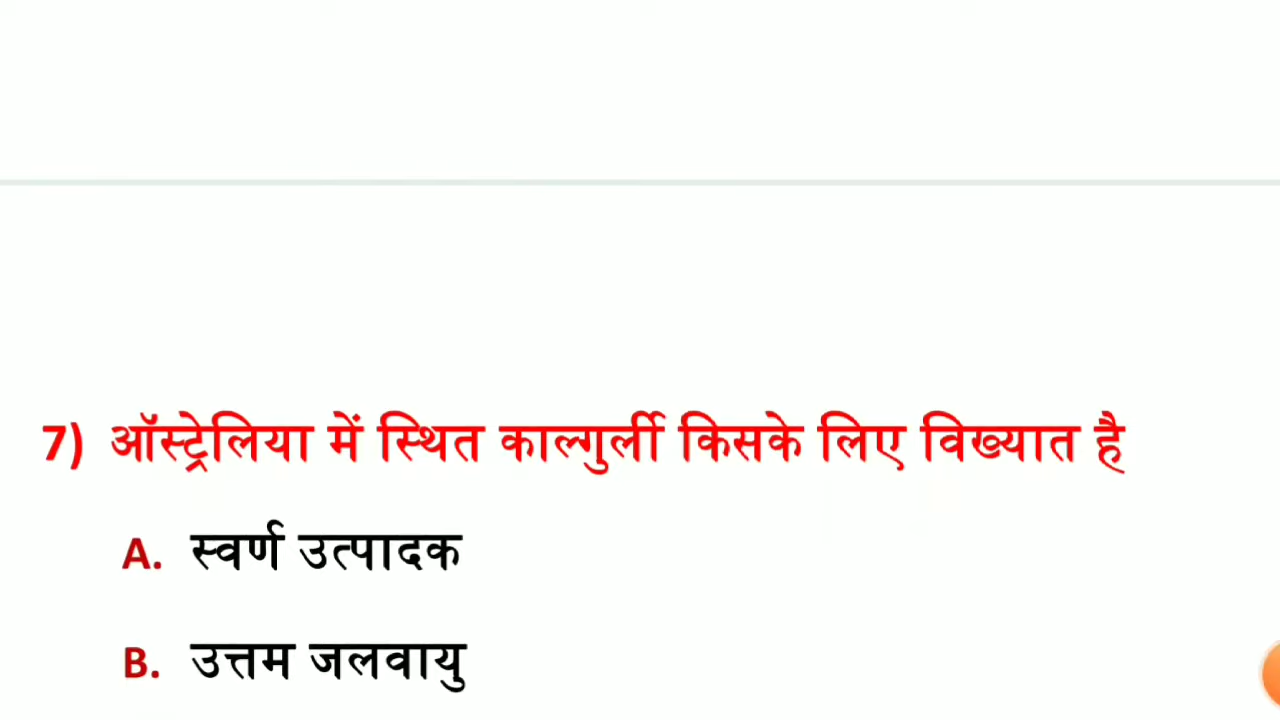 7) ऑस्ट्रेलिया में स्थित काल्गुर्ली किसके लिए विख्यात है
A. स्वर्ण उत्पादक
B. उत्तम जलवायु